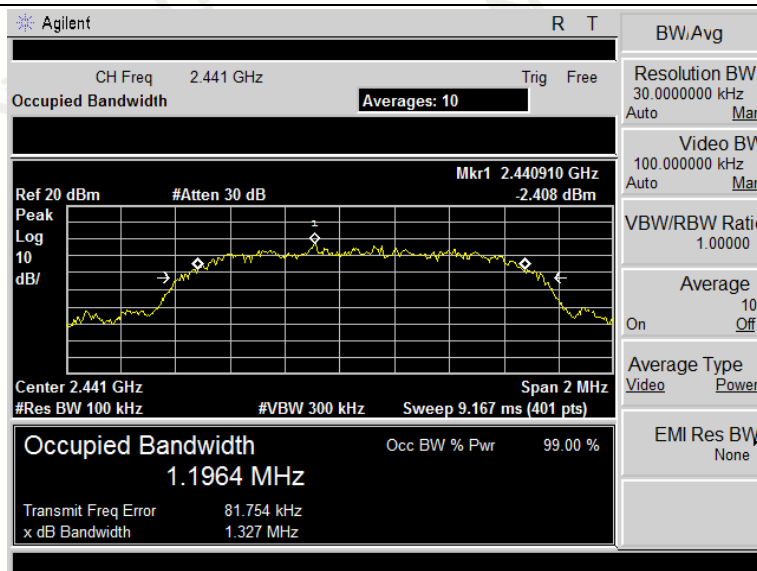 Agilent R T
CH Freq 2.441 GHz Trig Free
Occupied Bandwidth Averages: 10
Mkr1 2.440910 GHz
Ref 20 dBm #Atten 30 dB -2.408 dBm
Peak
Log
10
dB/
1
Center 2.441 GHz Span 2 MHz
#Res BW 100 kHz #VBW 300 kHz Sweep 9.167 ms (401 pts)
Occupied Bandwidth Occ BW % Pwr 99.00 %
1.1964 MHz
Transmit Freq Error 81.754 kHz
x dB Bandwidth 1.327 MHz
BW/Avg
Resolution BW
30.0000000 kHz
Auto Man
Video BW
100.000000 kHz
Auto Man
VBW/RBW Ratio
1.00000
Average
10
On Off
Average Type
Video Power
EMI Res BW
None